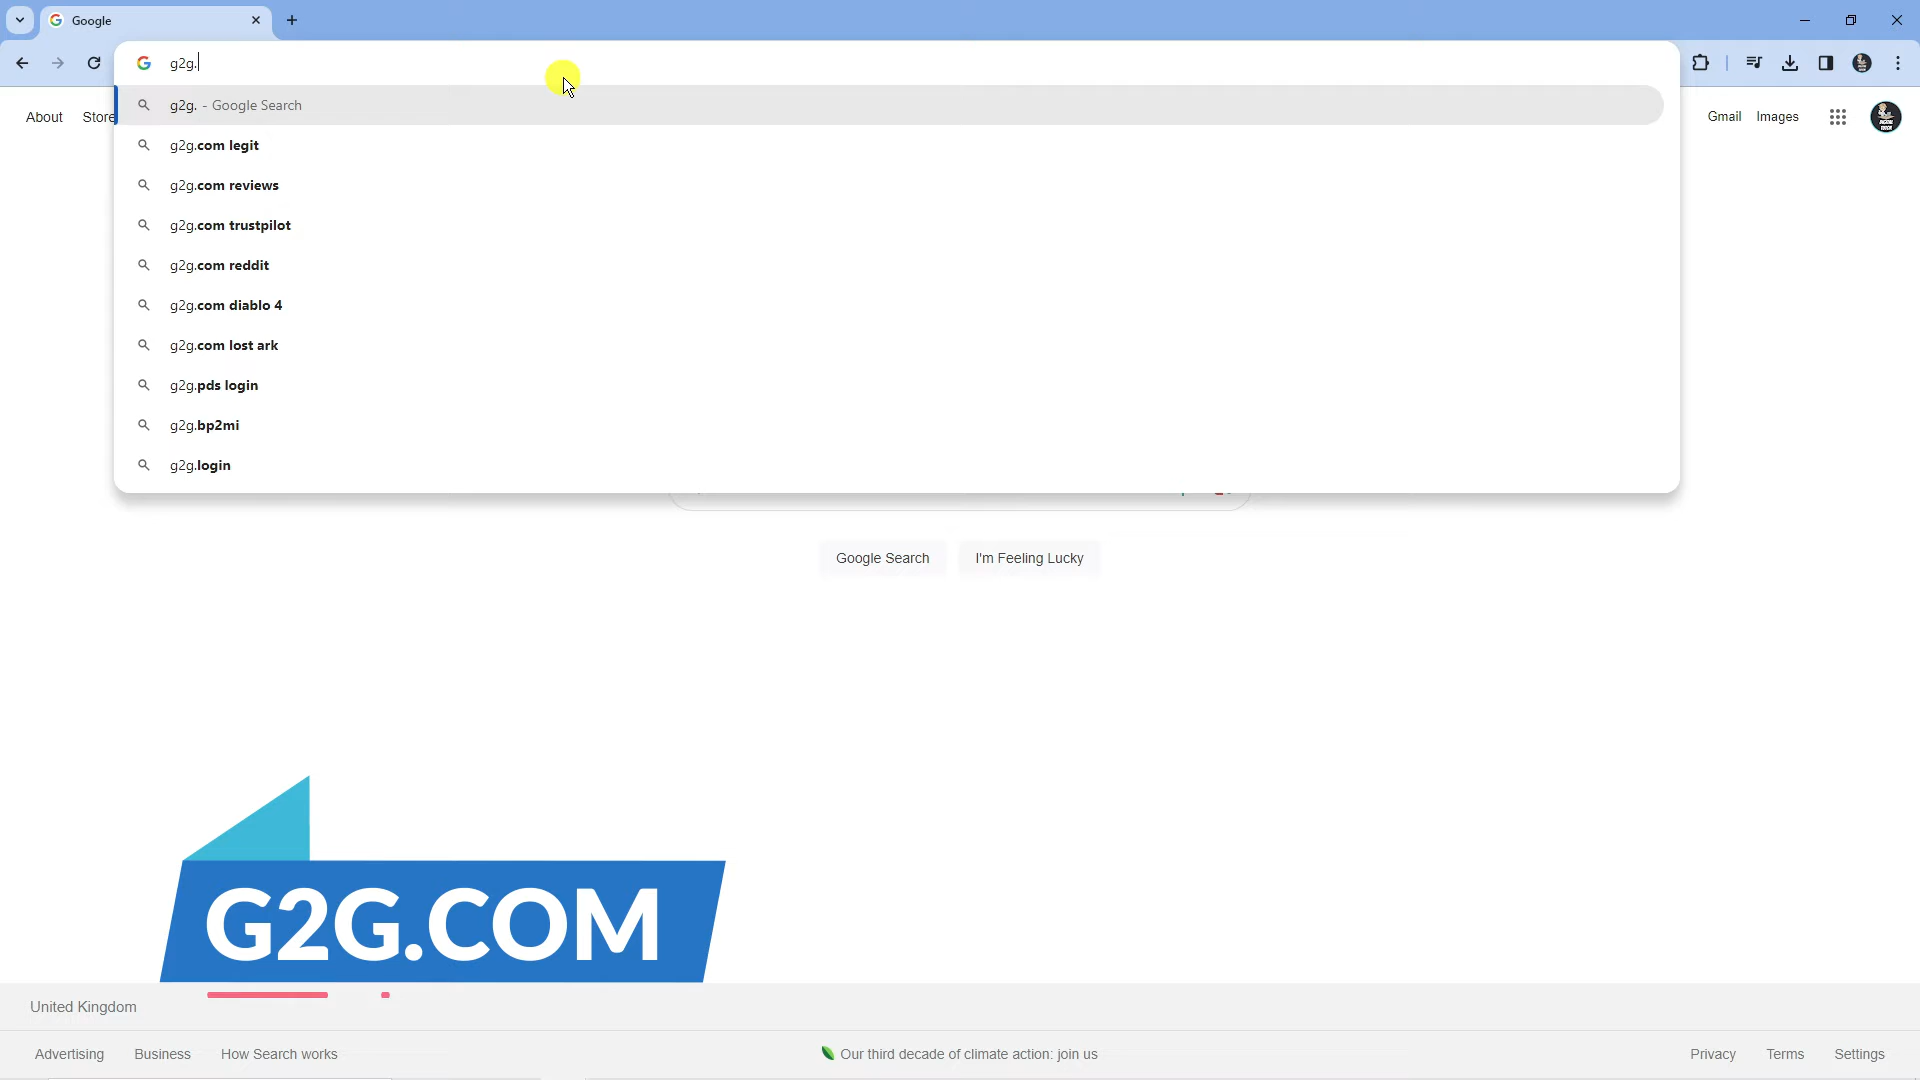 Google
g2g.
g2g. - Google Search
About
Store
Gmail
Images
g2g.com legit
g2g.com reviews
g2g.com trustpilot
g2g.com reddit
g2g.com diablo 4
g2g.com lost ark
g2g.pds login
g2g.bp2mi
g2g.login
Google Search
I'm Feeling Lucky
G2G.COM
United Kingdom
Advertising
Business
How Search works
Our third decade of climate action: join us
Privacy
Terms
Settings